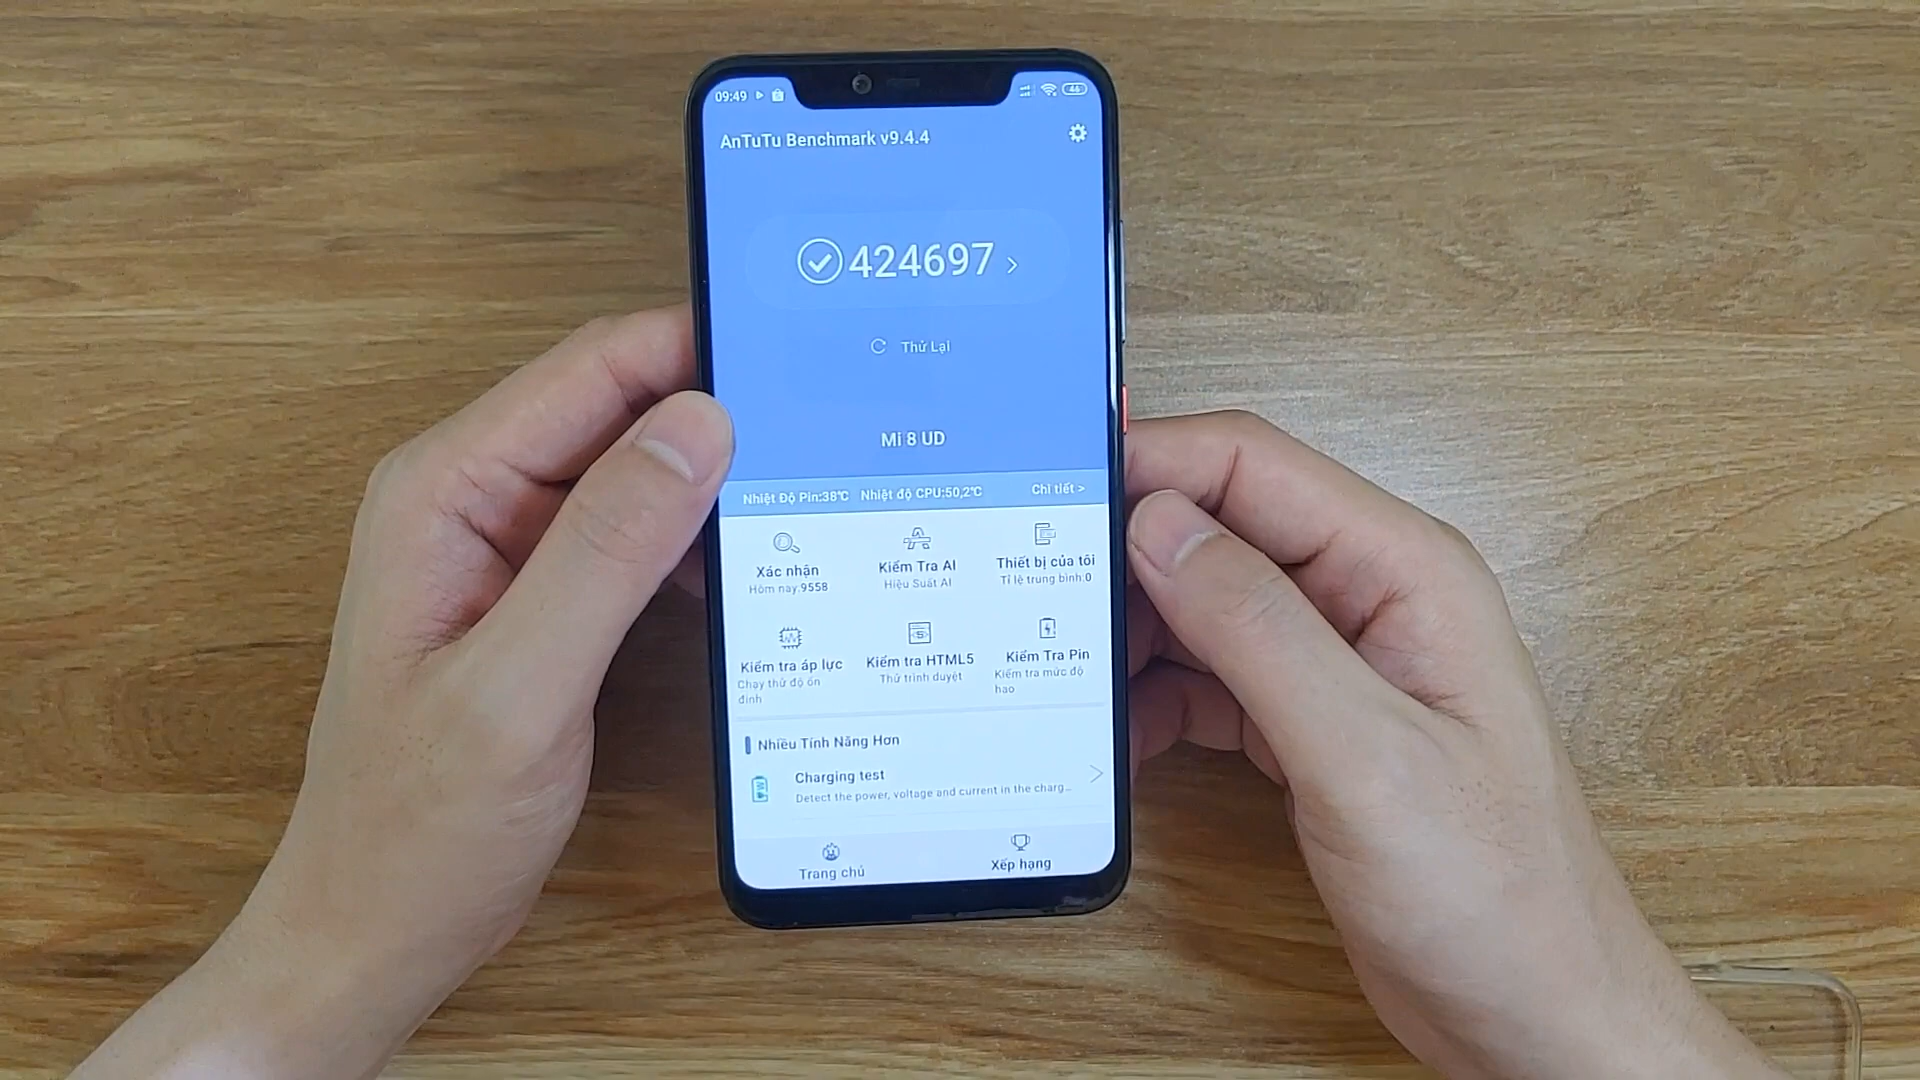 09:49
46
AnTuTu Benchmark v9.4.4
424697
Thử Lại
Mi 8 UD
Nhiệt Độ Pin:38℃ Nhiệt độ CPU:50,2℃ Chi tiết >
Xác nhận
Hôm nay:9558
Kiểm Tra AI
Hiệu Suất AI
Thiết bị của tôi
Tỉ lệ trung bình:0
Kiểm tra áp lực
Chạy thử độ ổn
định
Kiểm tra HTML5
Thử trình duyệt
Kiểm Tra Pin
Kiểm tra mức độ
hao
Nhiều Tính Năng Hơn
Charging test
Detect the power, voltage and current in the charg...
Trang chủ
Xếp hạng